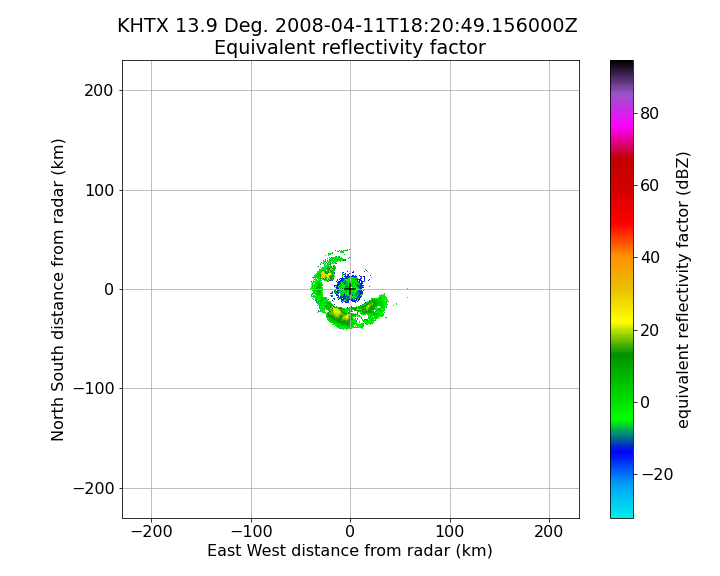 KHTX 13.9 Deg. 2008-04-11T18:20:49.156000Z
Equivalent reflectivity factor
North South distance from radar (km)
200
100
0
−100
−200
−200 −100 0 100 200
East West distance from radar (km)
80
60
40
20
0
−20
equivalent reflectivity factor (dBZ)